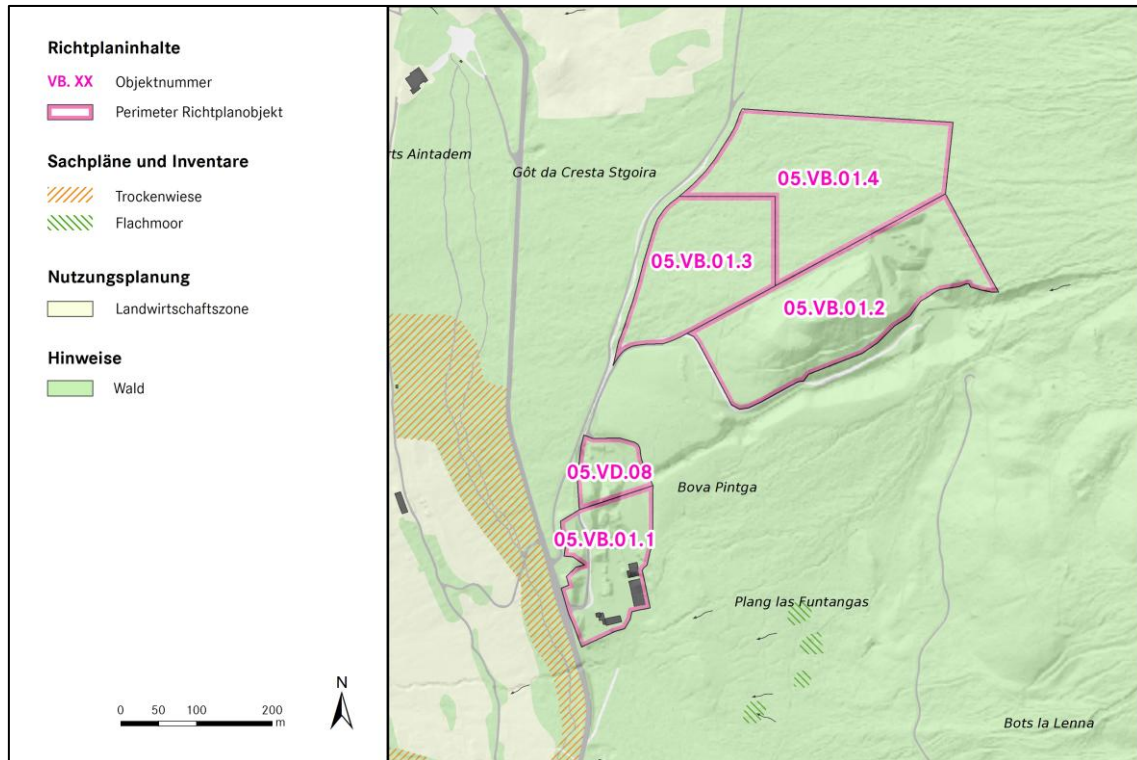 Richtplaninhalte
VB. XX Objektnummer
Perimeter Richtplanobjekt
Sachpläne und Inventare
Trockenwiese
Flachmoor
Nutzungsplanung
Landwirtschaftszone
Hinweise
Wald
0 50 100 200
m
N
rts Aintadem
Gôt da Cresta Stgoira
05.VB.01.4
05.VB.01.3
05.VB.01.2
05.VD.08
Bova Pintga
05.VB.01.1
Plang las Funtangas
Bots la Lenna